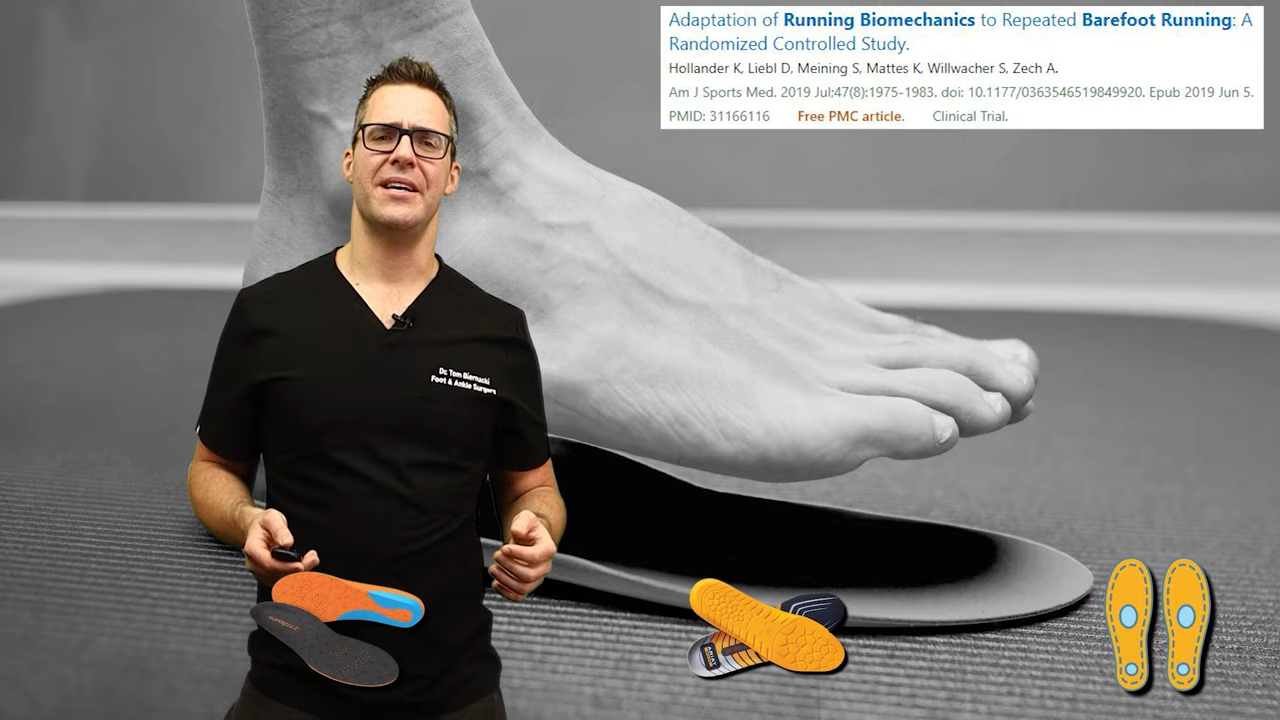 Adaptation of Running Biomechanics to Repeated Barefoot Running: A
Randomized Controlled Study.
Hollander K, Liebl D, Meining S, Mattes K, Willwacher S, Zech A.
Am J Sports Med. 2019 Jul;47(8):1975-1983. doi: 10.1177/0363546519849920. Epub 2019 Jun 5.
PMID: 31166116 Free PMC article. Clinical Trial.
Dr. Tom Biernacki
Foot & Ankle Surgery
ARIAT